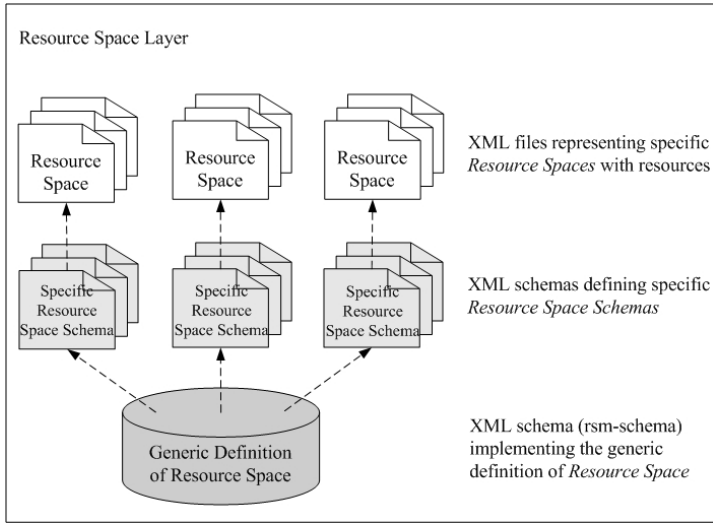 Resource Space Layer
Resource
Space
Resource
Space
Resource
Space
XML files representing specific
Resource Spaces with resources
Specific
Resource
Space Schema
Specific
Resource
Space Schema
Specific
Resource
Space Schema
XML schemas defining specific
Resource Space Schemas
Generic Definition
of Resource Space
XML schema (rsm-schema)
implementing the generic
definition of Resource Space